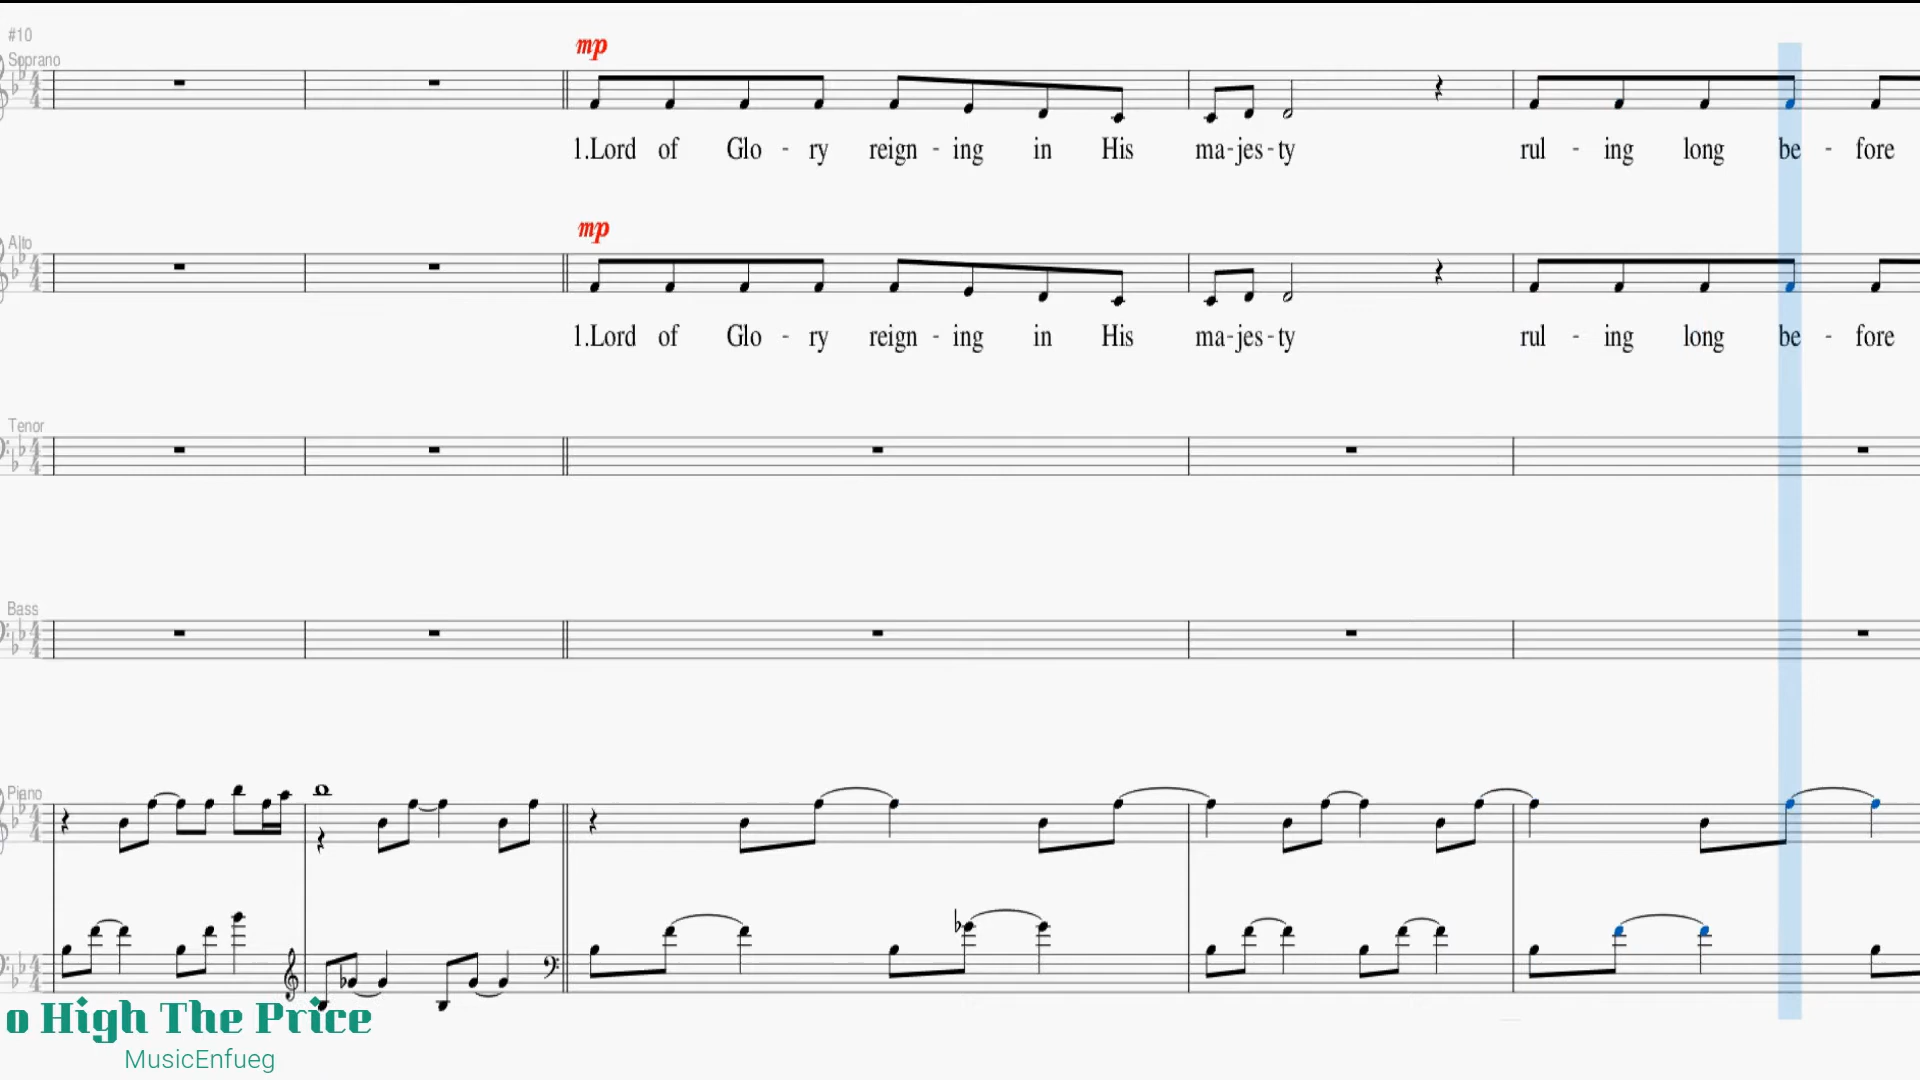 #10
Soprano
mp
1.Lord of Glo - ry reign - ing in His ma-jes-ty rul - ing long be - fore
Alto
mp
1.Lord of Glo - ry reign - ing in His ma-jes-ty rul - ing long be - fore
Tenor
Bass
Piano
o High The Price
MusicEnfueg